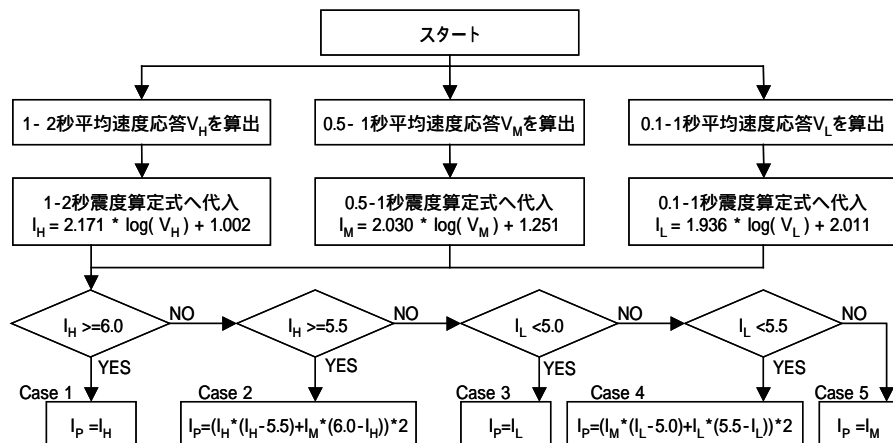 スタート
1- 2秒平均速度応答VHを算出
0.5- 1秒平均速度応答VMを算出
0.1-1秒平均速度応答VLを算出
1-2秒震度算定式へ代入
IH = 2.171 * log( VH ) + 1.002
0.5-1秒震度算定式へ代入
IM = 2.030 * log( VM ) + 1.251
0.1-1秒震度算定式へ代入
IL = 1.936 * log( VL ) + 2.011
IH >=6.0
NO
IH >=5.5
NO
IL <5.0
NO
IL <5.5
NO
YES
YES
YES
YES
Case 1
Case 2
Case 3
Case 4
Case 5
IP =IH
IP=(IH*(IH-5.5)+IM*(6.0-IH))*2
IP=IL
IP=(IM*(IL-5.0)+IL*(5.5-IL))*2
IP =IM